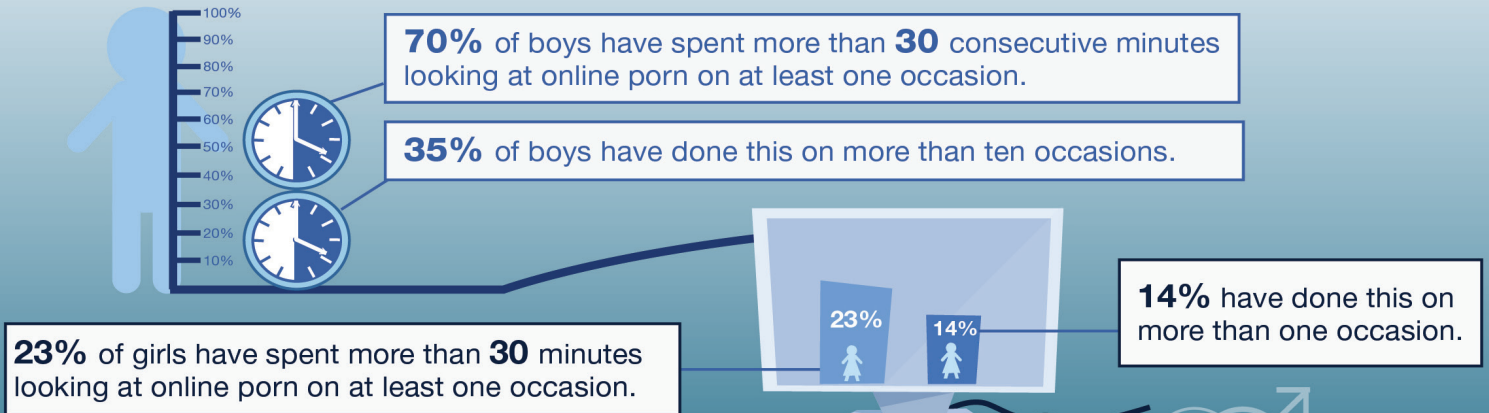 100%
90%
80%
70%
60%
50%
40%
30%
20%
10%
70% of boys have spent more than 30 consecutive minutes
looking at online porn on at least one occasion.
35% of boys have done this on more than ten occasions.
23%
14%
14% have done this on
more than one occasion.
23% of girls have spent more than 30 minutes
looking at online porn on at least one occasion.